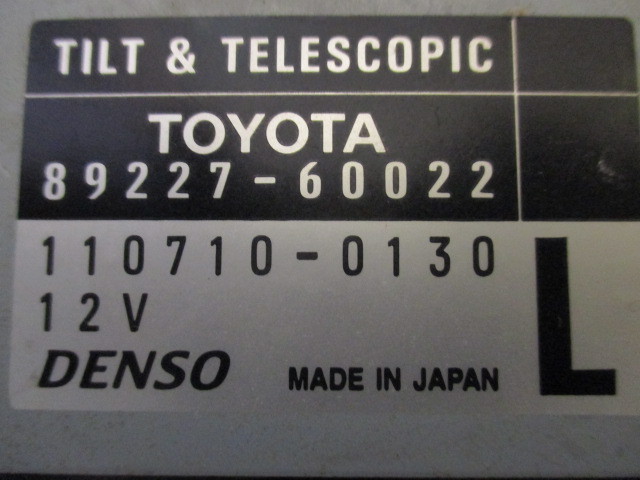 TILT & TELESCOPIC
TOYOTA
89227-60022
110710-0130
12V
DENSO MADE IN JAPAN
L